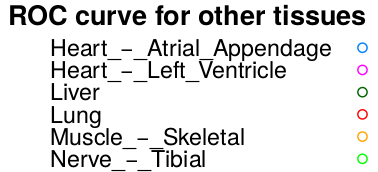 ROC curve for other tissues
Heart_-_Atrial_Appendage
Heart_-_Left_Ventricle
Liver
Lung
Muscle_-_Skeletal
Nerve_-_Tibial